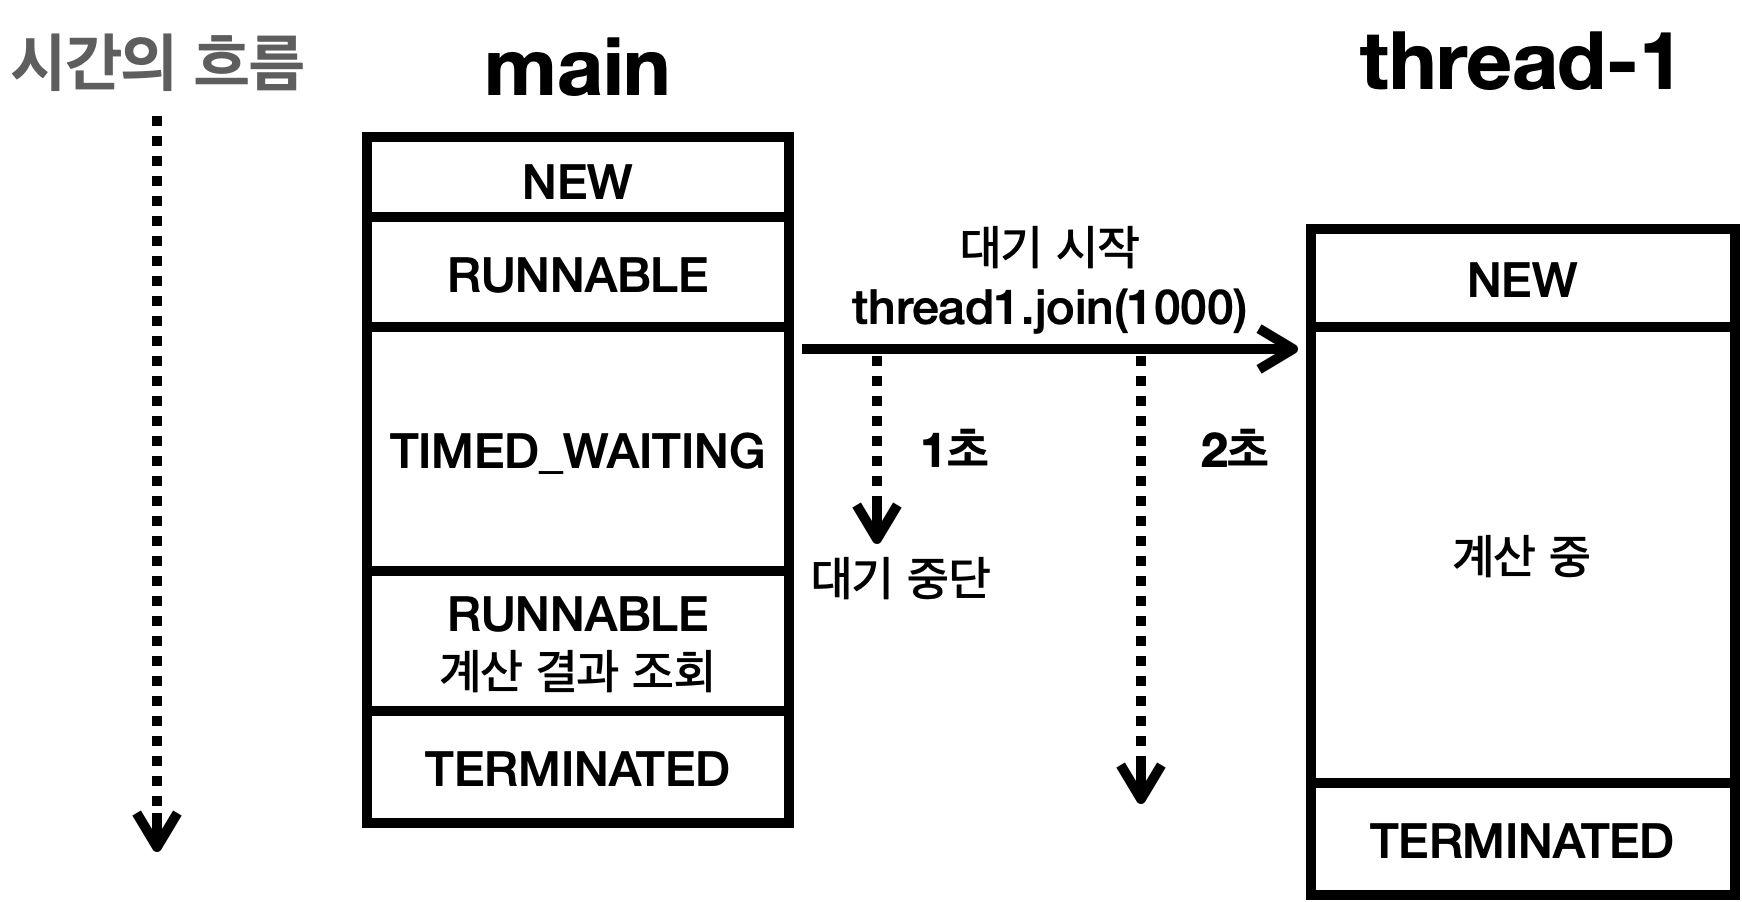 시간의 흐름
main
thread-1
NEW
RUNNABLE
TIMED_WAITING
RUNNABLE
계산 결과 조회
TERMINATED
대기 시작
thread1.join(1000)
1초
2초
대기 중단
NEW
계산 중
TERMINATED